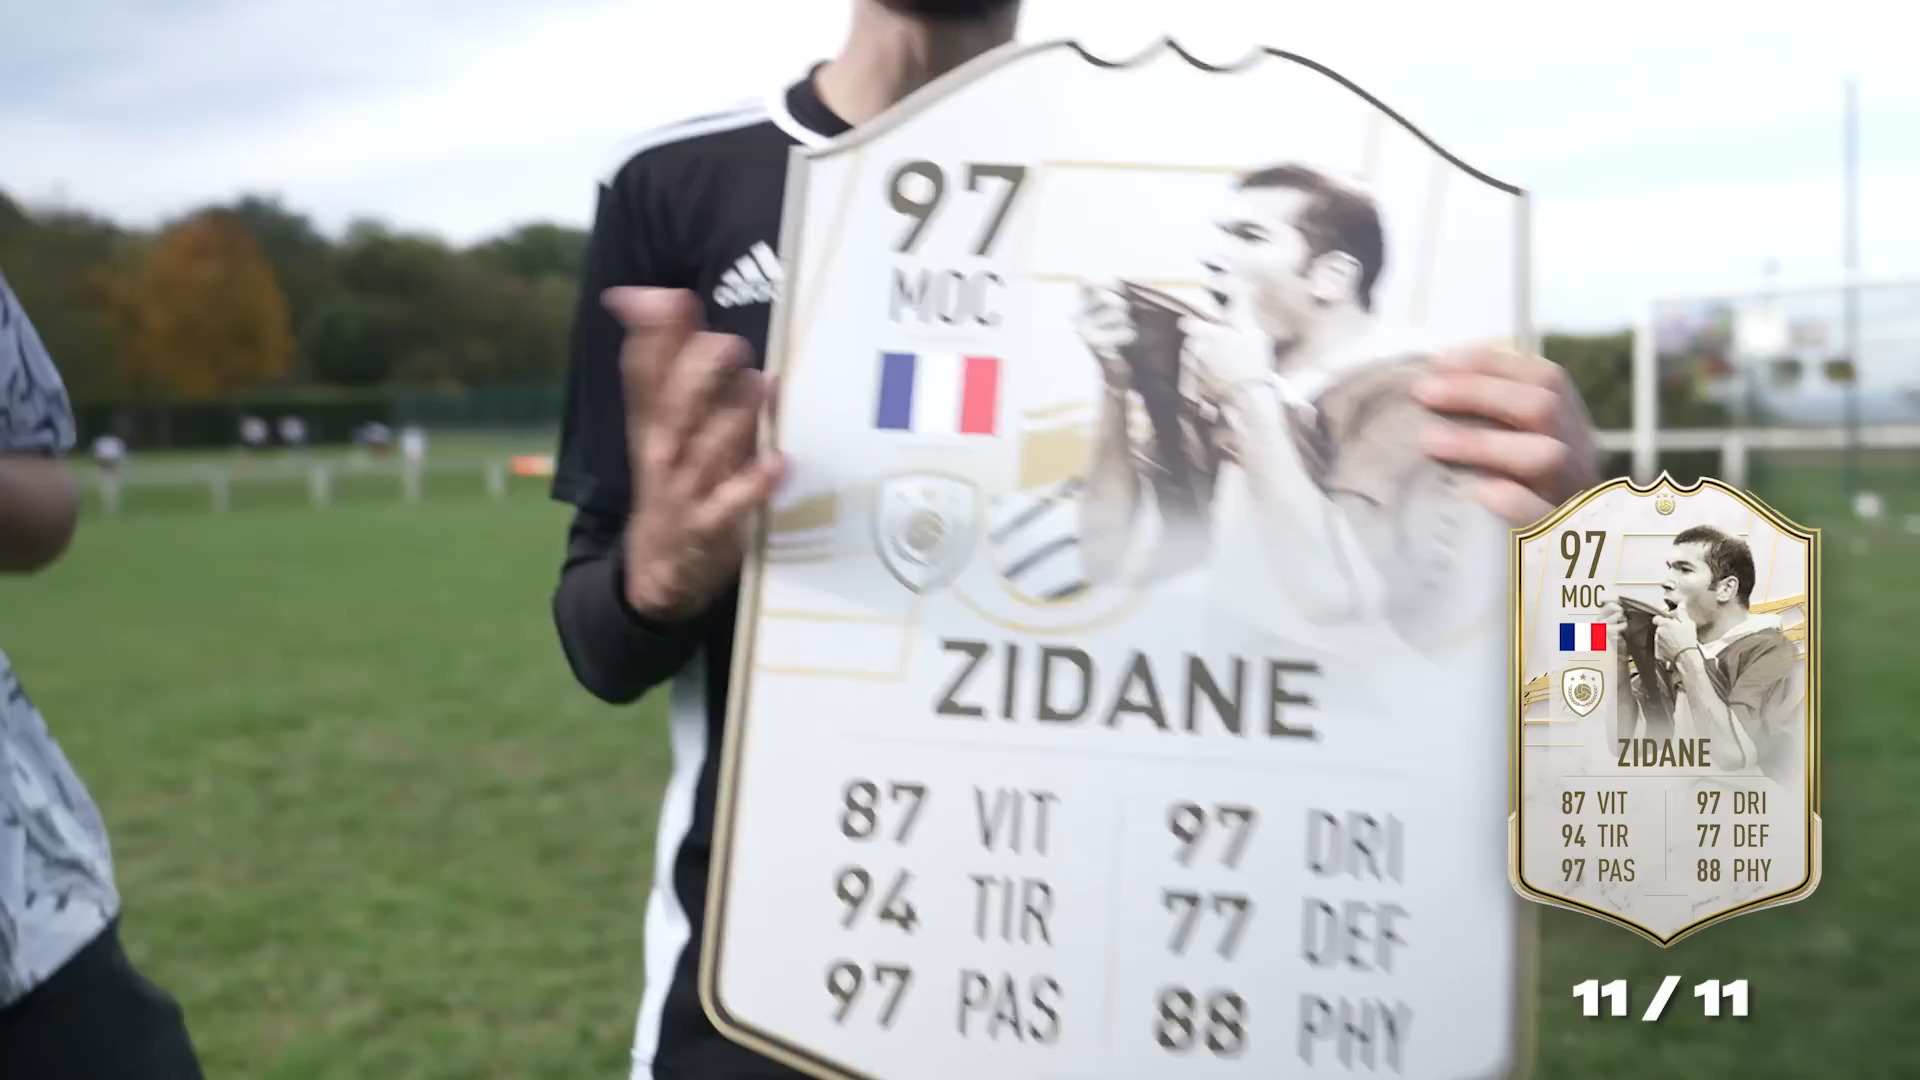 97
MOC
ZIDANE
87 VIT 97 DRI
94 TIR 77 DEF
97 PAS 88 PHY
97
MOC
ZIDANE
87 VIT 97 DRI
94 TIR 77 DEF
97 PAS 88 PHY
11 / 11